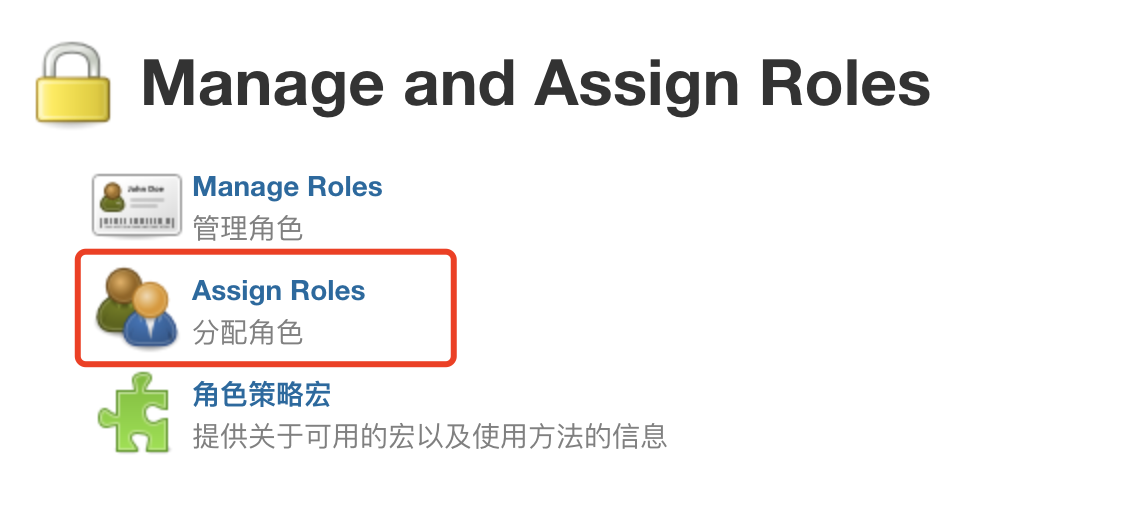 Manage and Assign Roles
John Doe
Manage Roles
管理角色
Assign Roles
分配角色
角色策略宏
提供关于可用的宏以及使用方法的信息